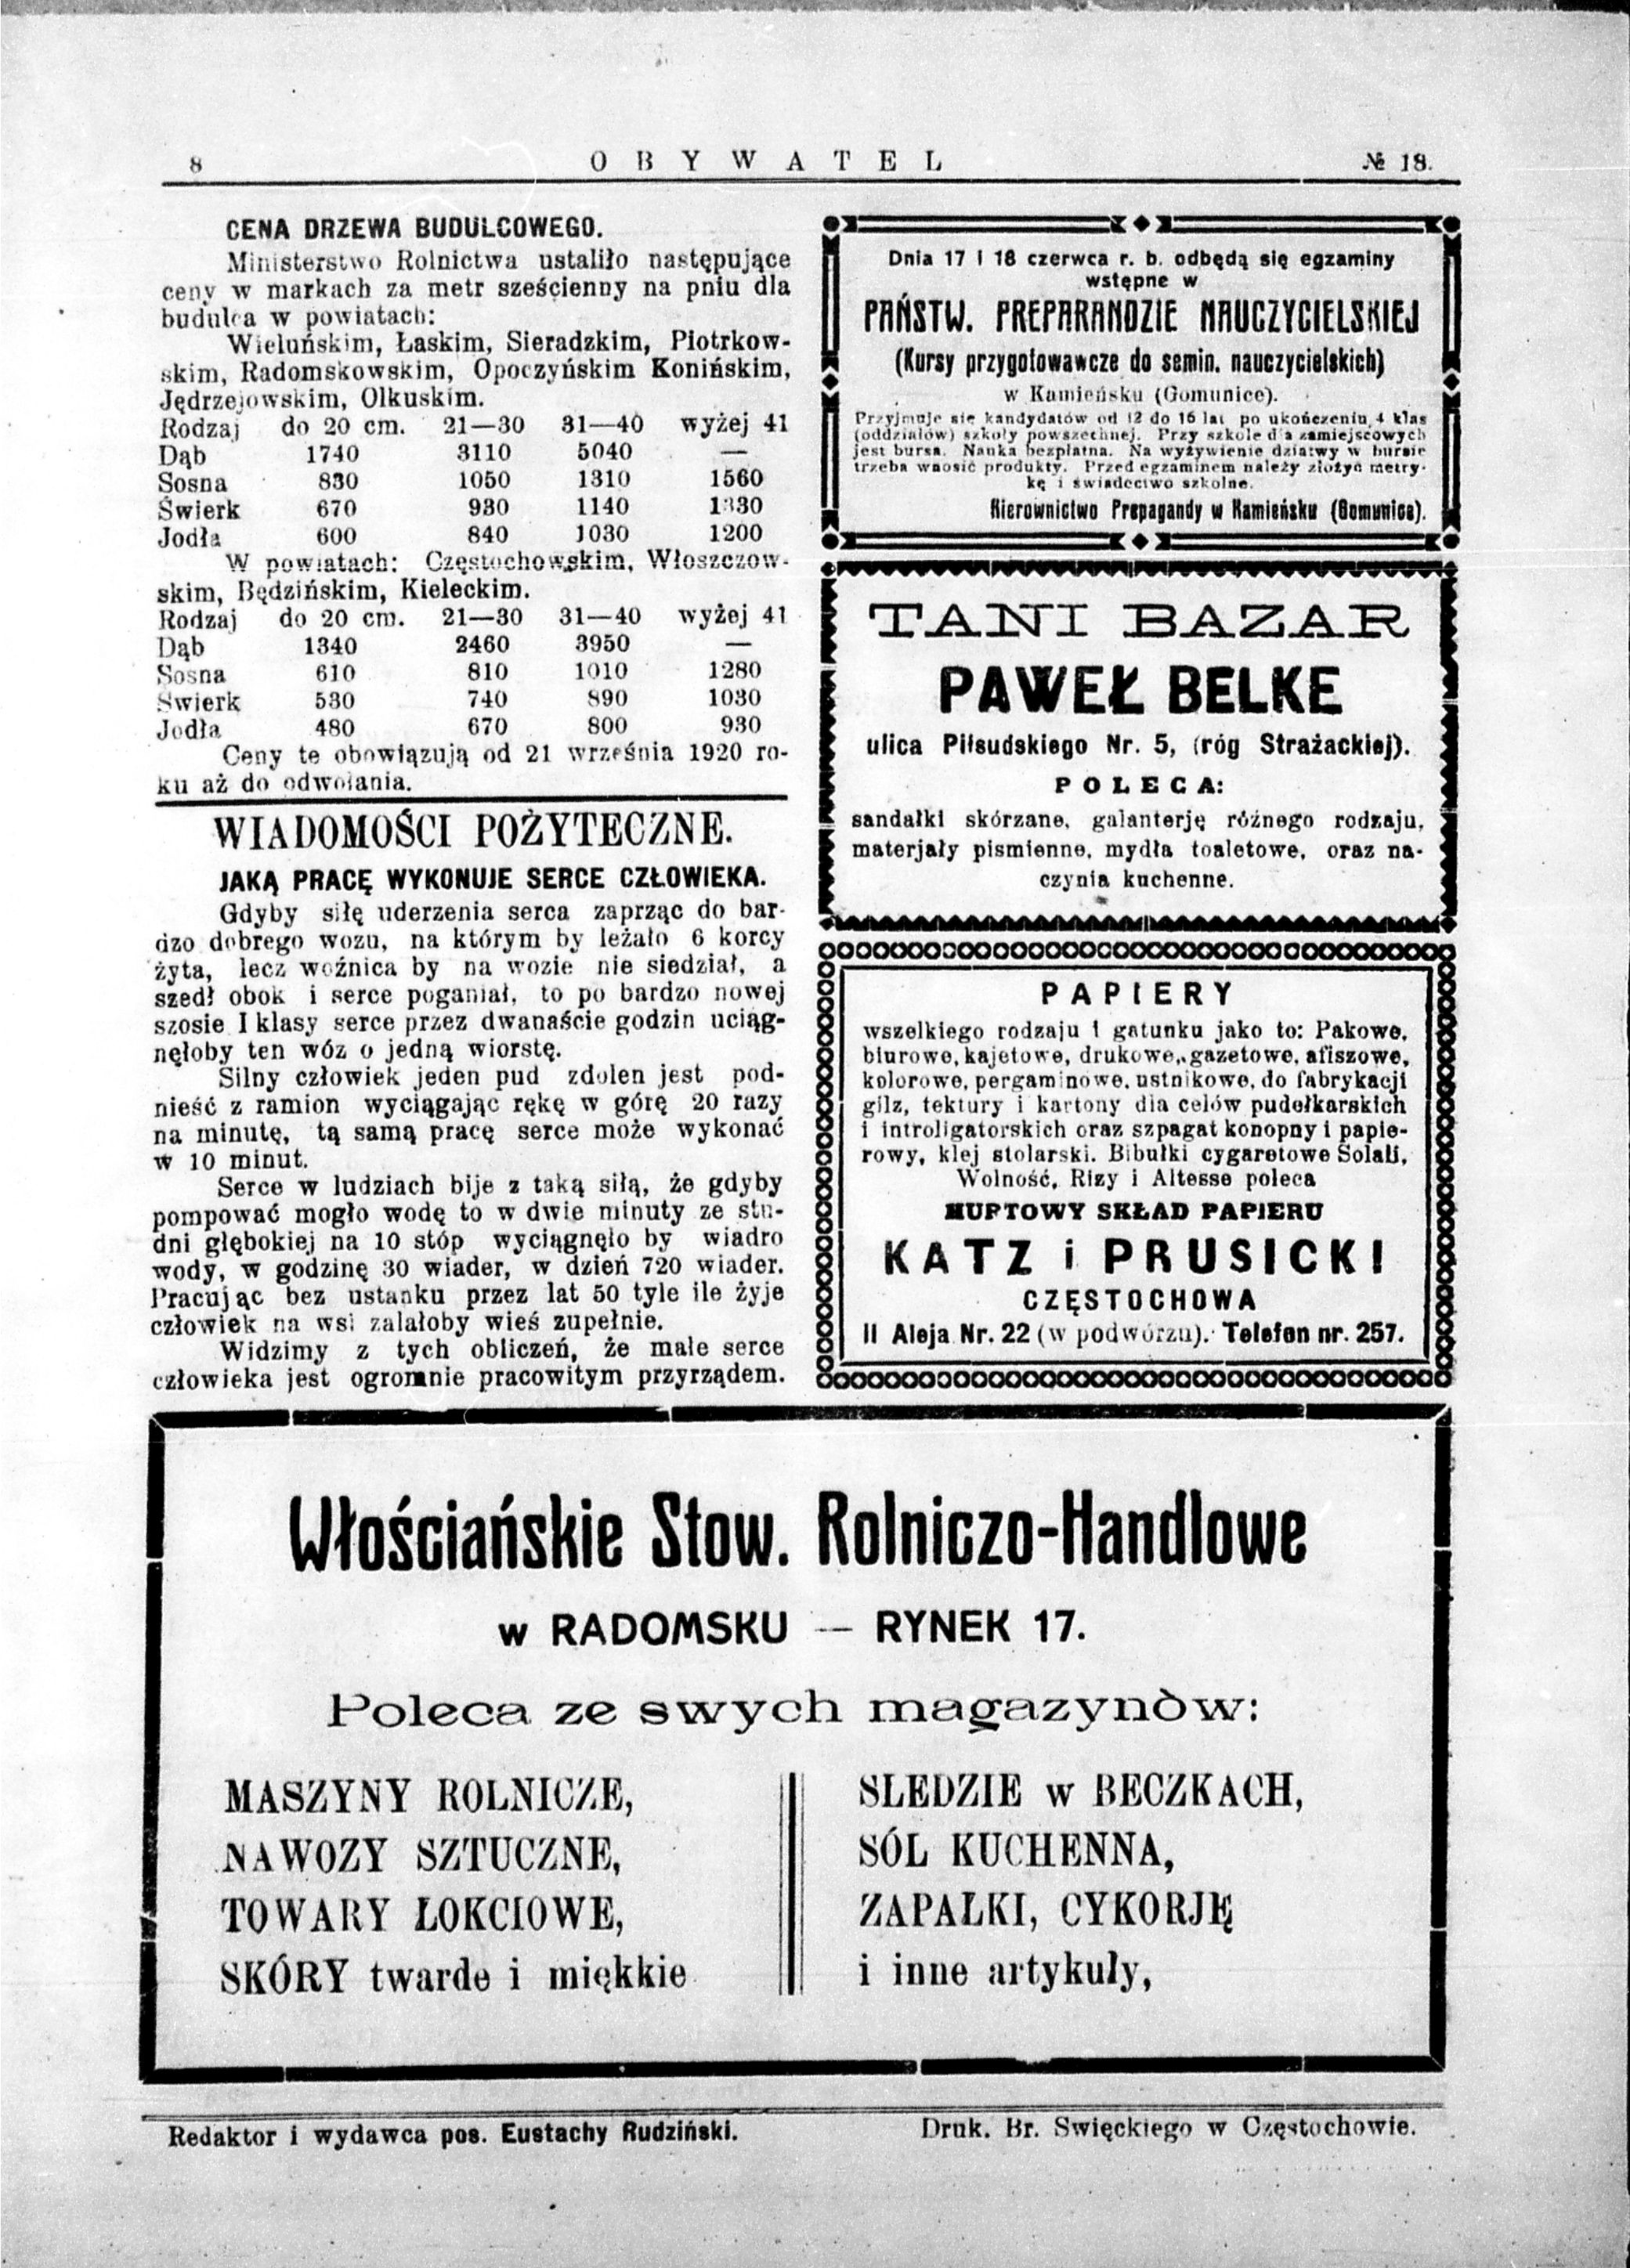 8
OBYWATEL
№ 18.
CENA DRZEWA BUDULCOWEGO.
Ministerstwo Rolnictwa ustaliło następujące
ceny w markach za metr sześcienny na pniu dla
budulca w powiatach:
Wieluńskim, Łaskim, Sieradzkim, Piotrkow-
skim, Radomskowskim, Opoczyńskim Konińskim,
Jędrzejowskim, Olkuskim.
Rodzaj do 20 cm. 21—30 31—40 wyżej 41
Dąb 1740 3110 5040 —
Sosna 830 1050 1310 1560
Świerk 670 930 1140 1330
Jodła 600 840 1030 1200
W powiatach: Częstochowskim, Włoszczow-
skim, Będzińskim, Kieleckim.
Rodzaj do 20 cm. 21—30 31—40 wyżej 41
Dąb 1340 2460 3950 —
Sosna 610 810 1010 1280
Swierk 530 740 890 1030
Jodła 480 670 800 930
Ceny te obowiązują od 21 września 1920 ro-
ku aż do odwołania.
WIADOMOŚCI POŻYTECZNE.
JAKĄ PRACĘ WYKONUJE SERCE CZŁOWIEKA.
Gdyby siłę uderzenia serca zaprząc do bar-
dzo dobrego wozu, na którym by leżało 6 korcy
żyta, lecz woźnica by na wozie nie siedział, a
szedł obok i serce poganiał, to po bardzo nowej
szosie I klasy serce przez dwanaście godzin uciąg-
nęłoby ten wóz o jedną wiorstę.
Silny człowiek jeden pud zdolen jest pod-
nieść z ramion wyciągając rękę w górę 20 razy
na minutę, tą samą pracę serce może wykonać
w 10 minut.
Serce w ludziach bije z taką siłą, że gdyby
pompować mogło wodę to w dwie minuty ze stu-
dni głębokiej na 10 stóp wyciągnęło by wiadro
wody, w godzinę 30 wiader, w dzień 720 wiader.
Pracując bez ustanku przez lat 50 tyle ile żyje
człowiek na wsi zalałoby wieś zupełnie.
Widzimy z tych obliczeń, że małe serce
człowieka jest ogromnie pracowitym przyrządem.
Dnia 17 i 18 czerwca r. b. odbędą się egzaminy
wstępne w
PAŃSTW. PREPARANDZIE NAUCZYCIELSKIEJ
(Kursy przygotowawcze do semin. nauczycielskich)
w Kamieńsku (Gomunice).
Przyjmuje się kandydatów od 12 do 16 lat po ukończeniu 4 klas
(oddziałów) szkoły powszechnej. Przy szkole dla zamiejscowych
jest bursa. Nauka bezpłatna. Na wyżywienie dziatwy w bursie
trzeba wnosić produkty. Przed egzaminem należy złożyć metry-
kę i świadectwo szkolne.
Kierownictwo Prepagandy w Kamieńsku (Gomunice).
TANI BAZAR
PAWEŁ BELKE
ulica Piłsudskiego Nr. 5, (róg Strażackiej).
POLECA:
sandałki skórzane, galanterję różnego rodzaju,
materjały pismienne, mydła toaletowe, oraz na-
czynia kuchenne.
PAPIERY
wszelkiego rodzaju i gatunku jako to: Pakowe,
biurowe, kajetowe, drukowe, gazetowe, afiszowe,
kolorowe, pergaminowe, ustnikowe, do fabrykacji
gilz, tektury i kartony dla celów pudełkarskich
i introligatorskich oraz szpagat konopny i papie-
rowy, klej stolarski. Bibułki cygaretowe Solali,
Wolność, Rizy i Altesse poleca
HURTOWY SKŁAD PAPIERU
KATZ i PRUSICKI
CZĘSTOCHOWA
II Aleja Nr. 22 (w podwórzu). Telefon nr. 257.
Włościańskie Stow. Rolniczo-Handlowe
w RADOMSKU — RYNEK 17.
Poleca ze swych magazynów:
MASZYNY ROLNICZE,
NAWOZY SZTUCZNE,
TOWARY ŁOKCIOWE,
SKÓRY twarde i miękkie
SLEDZIE w BECZKACH,
SÓL KUCHENNA,
ZAPAŁKI, CYKORJĘ
i inne artykuły,
Redaktor i wydawca pos. Eustachy Rudziński.
Druk. Br. Swięckiego w Częstochowie.